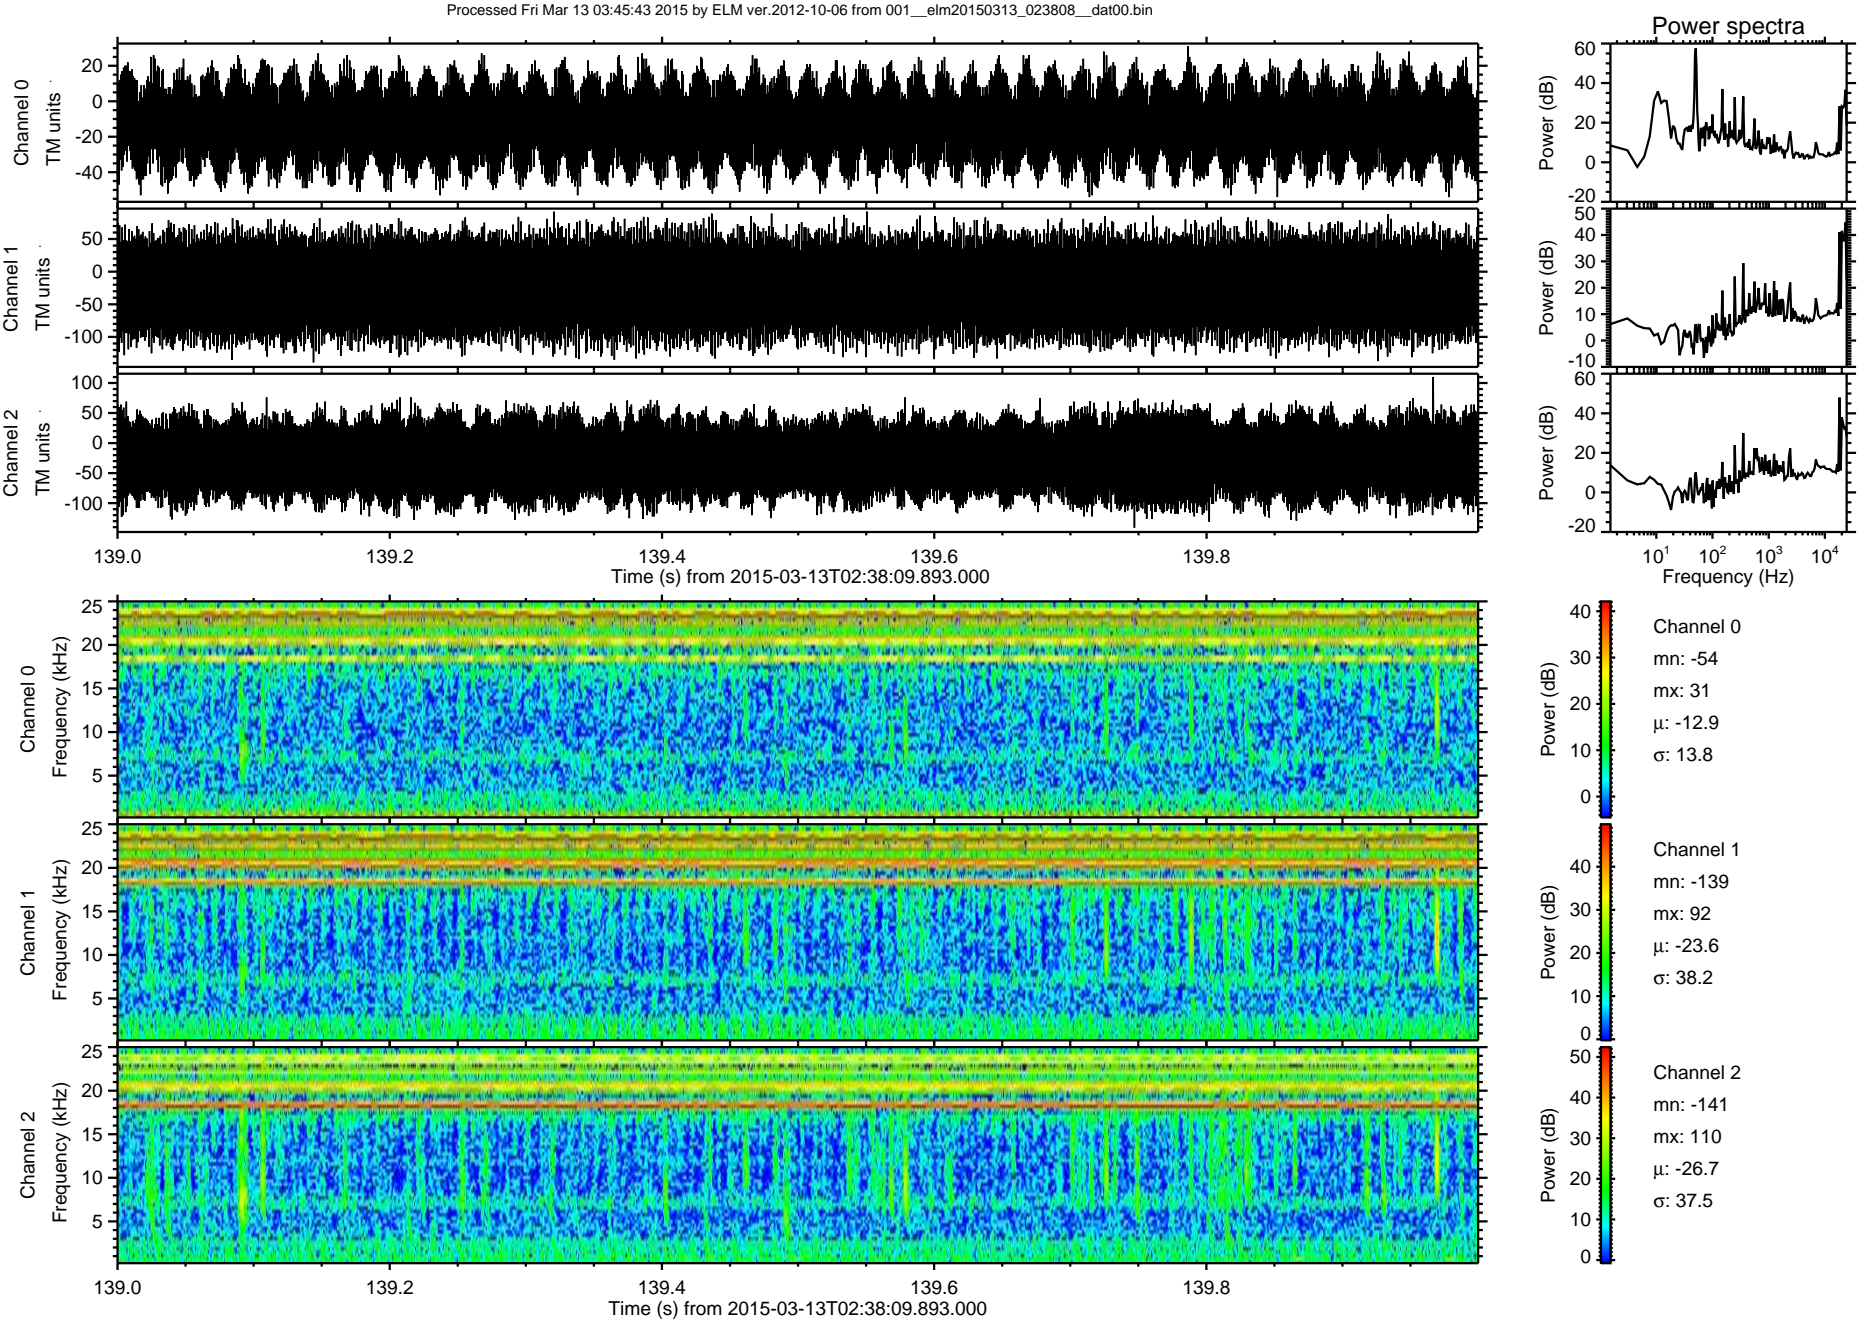 Processed Fri Mar 13 03:45:43 2015 by ELM ver.2012-10-06 from 001__elm20150313_023808__dat00.bin
Power spectra
Channel 0
TM units
20
0
-20
-40
Power (dB)
60
40
20
0
-20
Channel 1
TM units
50
0
-50
-100
Power (dB)
50
40
30
20
10
0
-10
Channel 2
TM units
100
50
0
-50
-100
Power (dB)
60
40
20
0
-20
139.0 139.2 139.4 139.6 139.8
Time (s) from 2015-03-13T02:38:09.893.000
10^1 10^2 10^3 10^4
Frequency (Hz)
Channel 0
Frequency (kHz)
25
20
15
10
5
Power (dB)
40
30
20
10
0
Channel 0
mn: -54
mx: 31
μ: -12.9
σ: 13.8
Channel 1
Frequency (kHz)
25
20
15
10
5
Power (dB)
40
30
20
10
0
Channel 1
mn: -139
mx: 92
μ: -23.6
σ: 38.2
Channel 2
Frequency (kHz)
25
20
15
10
5
Power (dB)
50
40
30
20
10
0
Channel 2
mn: -141
mx: 110
μ: -26.7
σ: 37.5
139.0 139.2 139.4 139.6 139.8
Time (s) from 2015-03-13T02:38:09.893.000